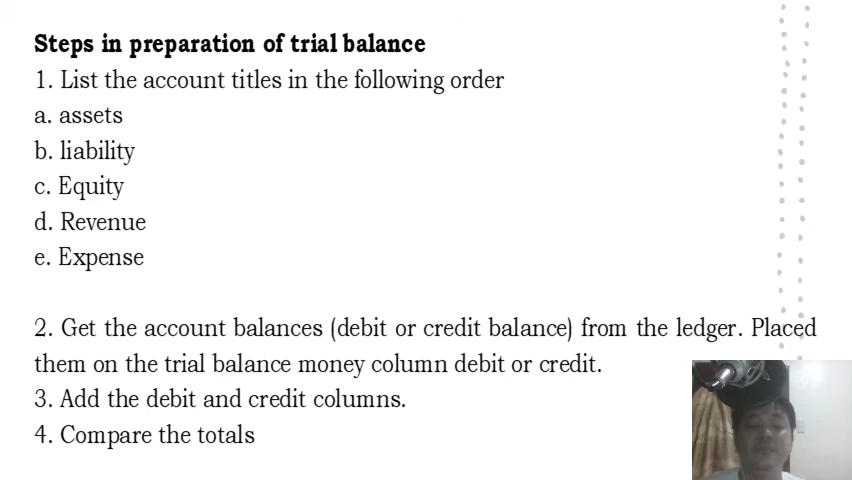 Steps in preparation of trial balance
1. List the account titles in the following order
a. assets
b. liability
c. Equity
d. Revenue
e. Expense
2. Get the account balances (debit or credit balance) from the ledger. Placed
them on the trial balance money column debit or credit.
3. Add the debit and credit columns.
4. Compare the totals